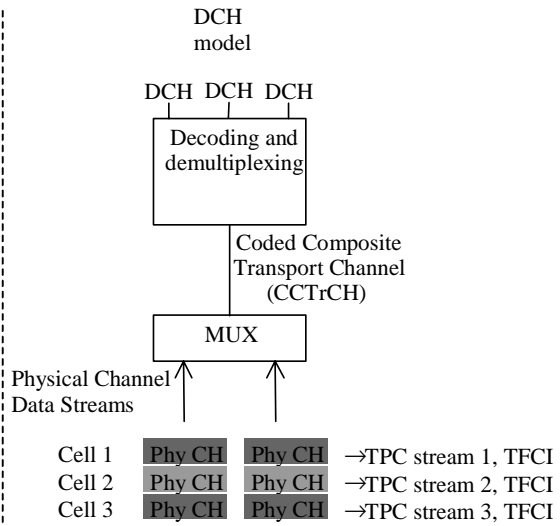 DCH
model
DCH DCH DCH
Decoding and
demultiplexing
Coded Composite
Transport Channel
(CCTrCH)
MUX
Physical Channel
Data Streams
Cell 1 Phy CH Phy CH →TPC stream 1, TFCI
Cell 2 Phy CH Phy CH →TPC stream 2, TFCI
Cell 3 Phy CH Phy CH →TPC stream 3, TFCI